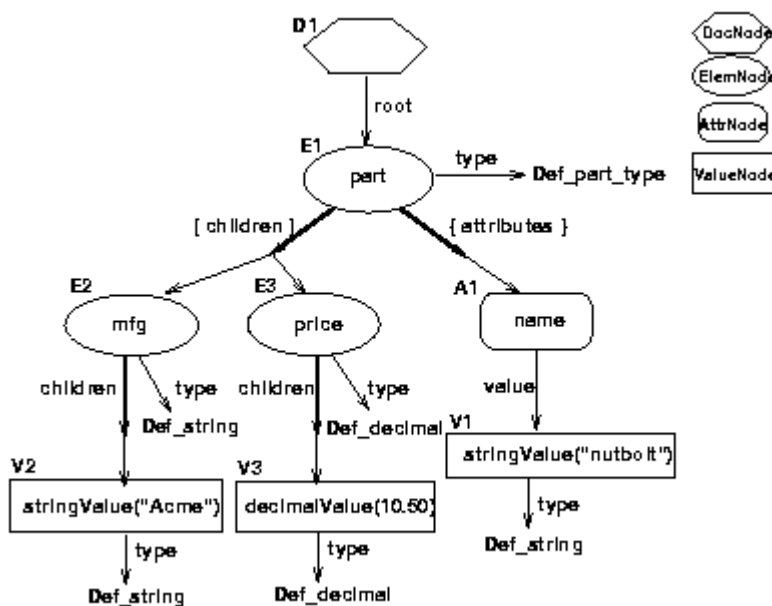 D1
DocNode
ElemNode
root
AttrNode
E1
type
part
Def_part_type
ValueNode
[ children ]
{ attributes }
E2
E3
A1
mfg
price
name
children
type
children
type
value
Def_string
Def_decimal
V1
stringValue("nutbolt")
V2
V3
stringValue("Acme")
decimalValue(10.50)
type
type
type
Def_string
Def_string
Def_decimal